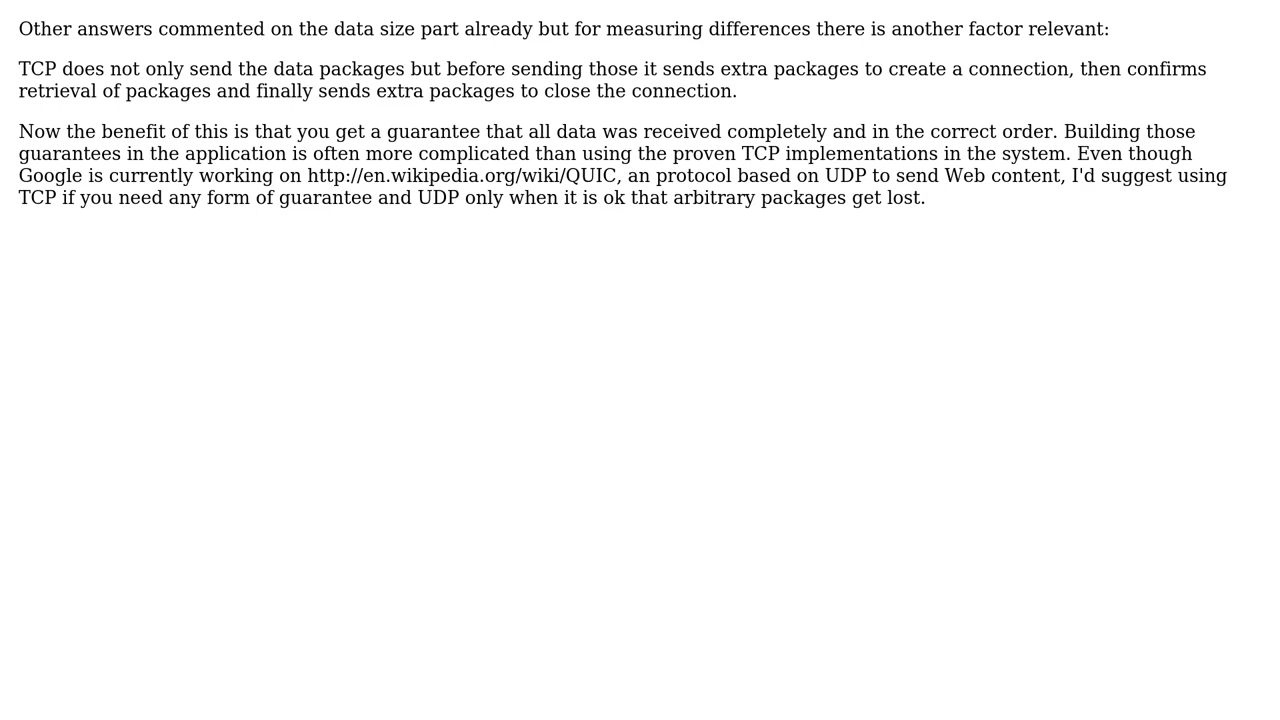 Other answers commented on the data size part already but for measuring differences there is another factor relevant:
TCP does not only send the data packages but before sending those it sends extra packages to create a connection, then confirms
retrieval of packages and finally sends extra packages to close the connection.
Now the benefit of this is that you get a guarantee that all data was received completely and in the correct order. Building those
guarantees in the application is often more complicated than using the proven TCP implementations in the system. Even though
Google is currently working on http://en.wikipedia.org/wiki/QUIC, an protocol based on UDP to send Web content, I'd suggest using
TCP if you need any form of guarantee and UDP only when it is ok that arbitrary packages get lost.